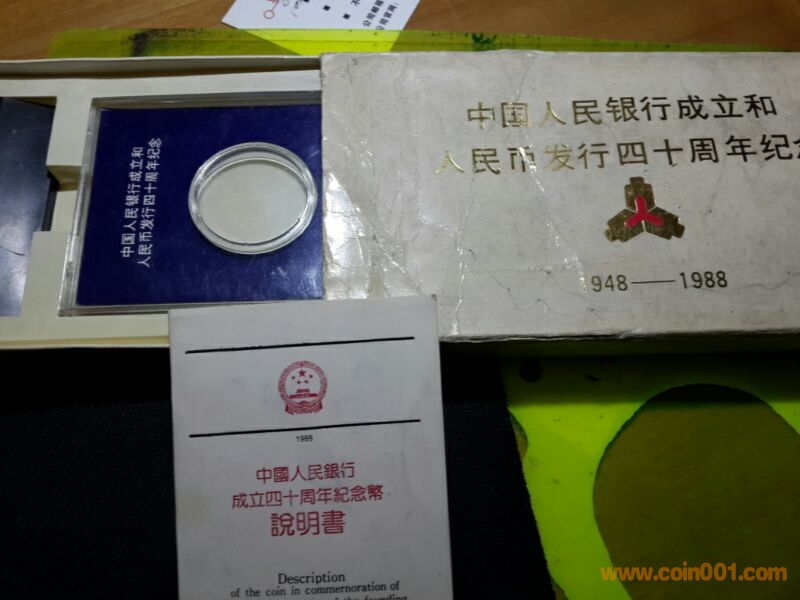 中国人民银行成立和
人民币发行四十周年纪念
中国人民银行成立和
人民币发行四十周年纪
1948——1988
1988
中國人民銀行
成立四十周年紀念幣
說明書
Description
of the coin in commernoration of
www.coin001.com